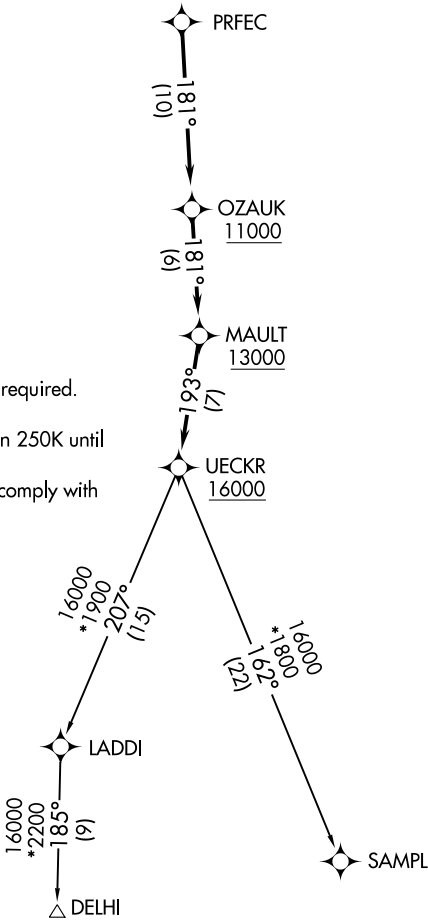 PRFEC
181°
(10)
OZAUK
11000
181°
(6)
MAULT
13000
required.
193°
(7)
n 250K until
UECKR
16000
comply with
16000
*1900
207°
(15)
16000
*1800
162°
(22)
LADDI
16000
*2200
185°
(9)
SAMPL
DELHI